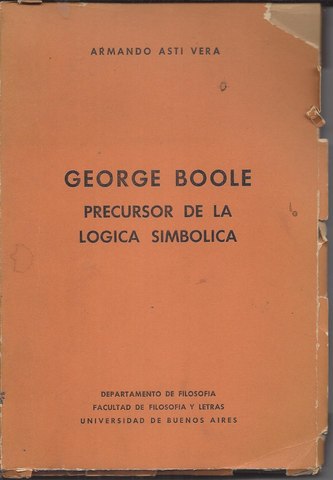 ARMANDO ASTI VERA
GEORGE BOOLE
PRECURSOR DE LA
LOGICA SIMBOLICA
DEPARTAMENTO DE FILOSOFIA
FACULTAD DE FILOSOFIA Y LETRAS
UNIVERSIDAD DE BUENOS AIRES